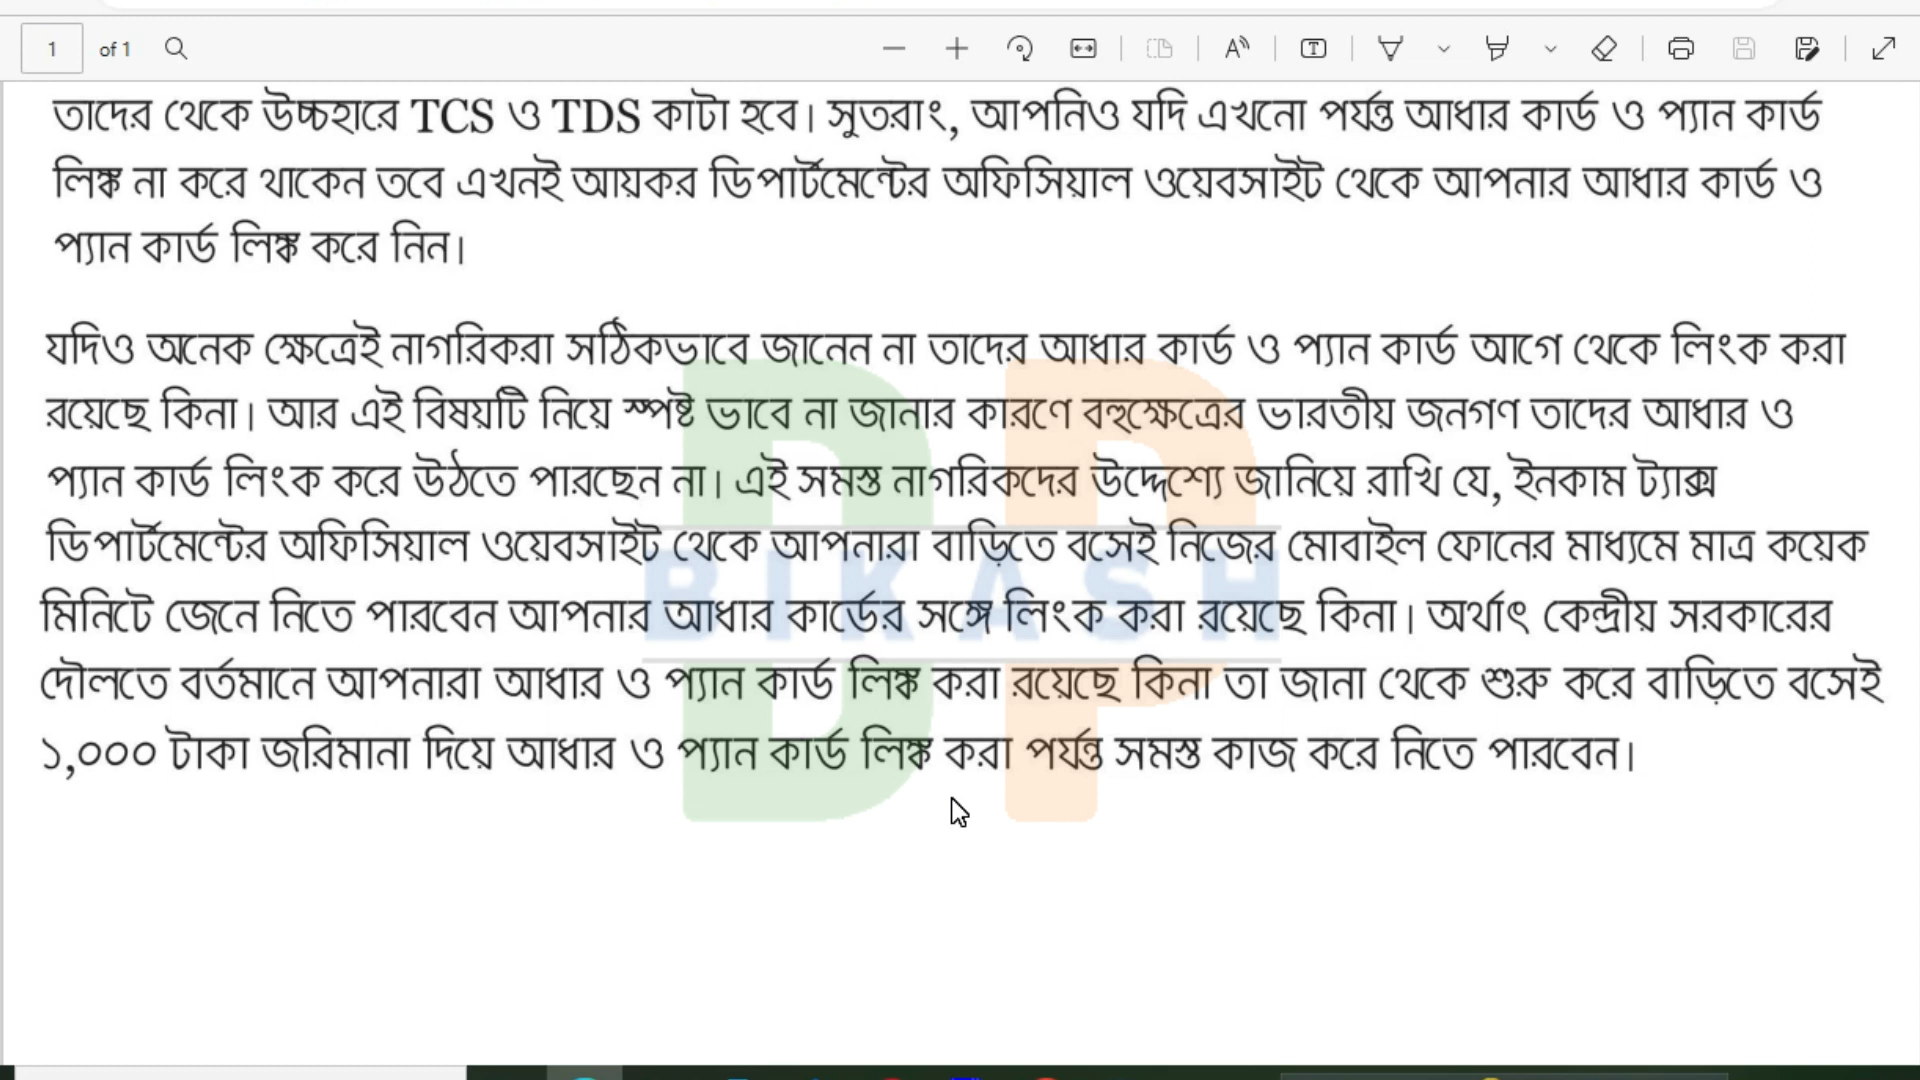 1 of 1
তাদের থেকে উচ্চহারে TCS ও TDS কাটা হবে। সুতরাং, আপনিও যদি এখনো পর্যন্ত আধার কার্ড ও প্যান কার্ড
লিঙ্ক না করে থাকেন তবে এখনই আয়কর ডিপার্টমেন্টের অফিসিয়াল ওয়েবসাইট থেকে আপনার আধার কার্ড ও
প্যান কার্ড লিঙ্ক করে নিন।
যদিও অনেক ক্ষেত্রেই নাগরিকরা সঠিকভাবে জানেন না তাদের আধার কার্ড ও প্যান কার্ড আগে থেকে লিংক করা
রয়েছে কিনা। আর এই বিষয়টি নিয়ে স্পষ্ট ভাবে না জানার কারণে বহুক্ষেত্রের ভারতীয় জনগণ তাদের আধার ও
প্যান কার্ড লিংক করে উঠতে পারছেন না। এই সমস্ত নাগরিকদের উদ্দেশ্যে জানিয়ে রাখি যে, ইনকাম ট্যাক্স
ডিপার্টমেন্টের অফিসিয়াল ওয়েবসাইট থেকে আপনারা বাড়িতে বসেই নিজের মোবাইল ফোনের মাধ্যমে মাত্র কয়েক
মিনিটে জেনে নিতে পারবেন আপনার আধার কার্ডের সঙ্গে লিংক করা রয়েছে কিনা। অর্থাৎ কেন্দ্রীয় সরকারের
দৌলতে বর্তমানে আপনারা আধার ও প্যান কার্ড লিঙ্ক করা রয়েছে কিনা তা জানা থেকে শুরু করে বাড়িতে বসেই
১,০০০ টাকা জরিমানা দিয়ে আধার ও প্যান কার্ড লিঙ্ক করা পর্যন্ত সমস্ত কাজ করে নিতে পারবেন।
DP
BIKASH